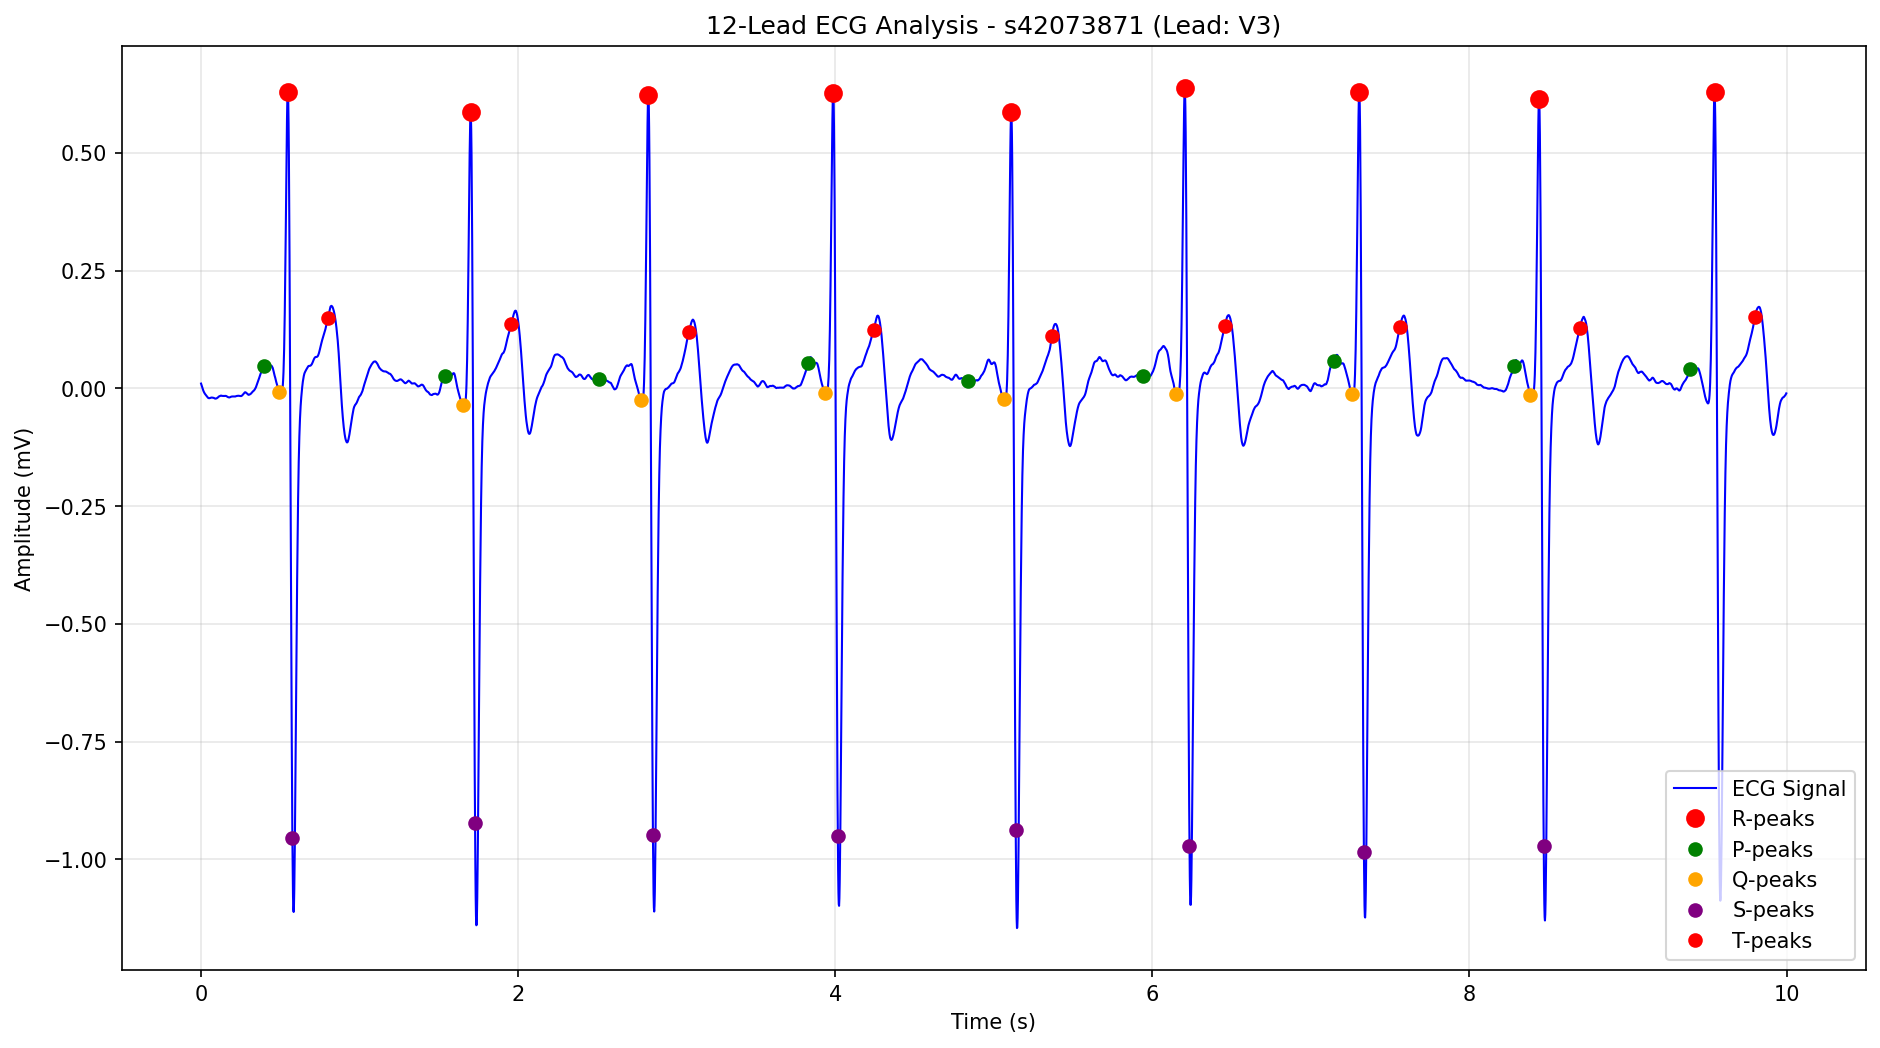 12-Lead ECG Analysis - s42073871 (Lead: V3)
Amplitude (mV)
0.50
0.25
0.00
−0.25
−0.50
−0.75
−1.00
ECG Signal
R-peaks
P-peaks
Q-peaks
S-peaks
T-peaks
0 2 4 6 8 10
Time (s)